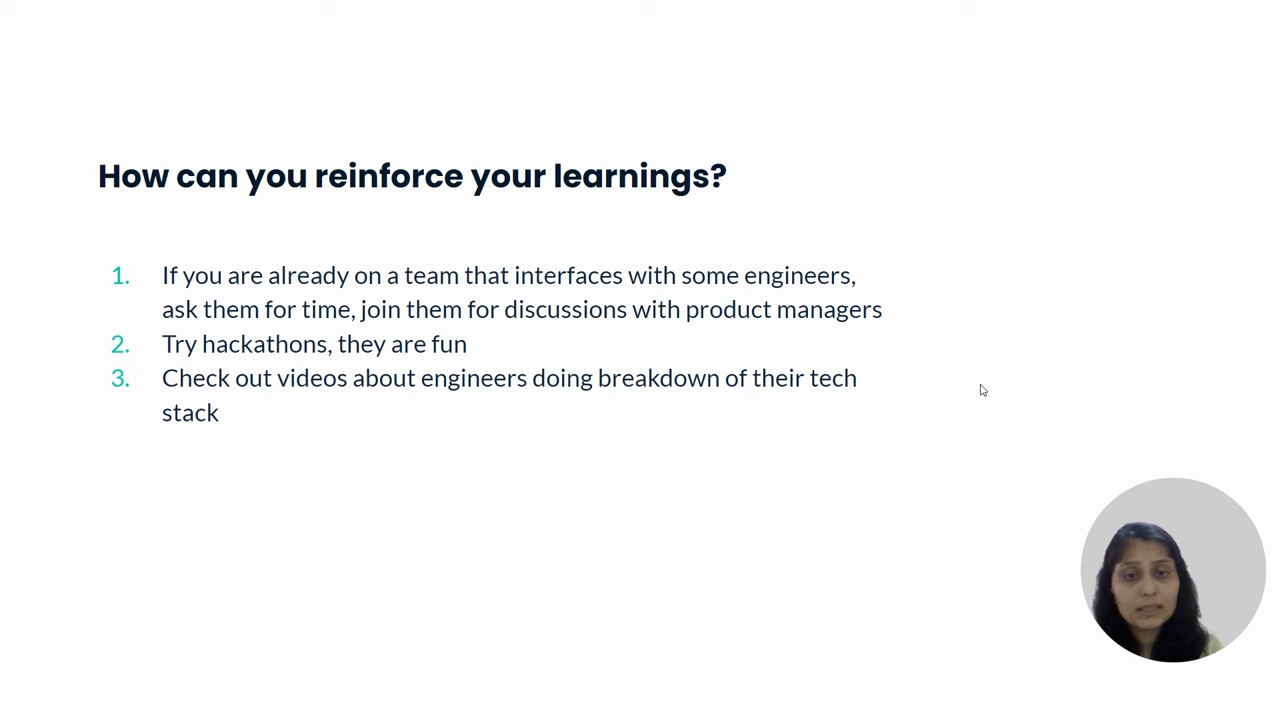 How can you reinforce your learnings?
1. If you are already on a team that interfaces with some engineers,
ask them for time, join them for discussions with product managers
2. Try hackathons, they are fun
3. Check out videos about engineers doing breakdown of their tech
stack